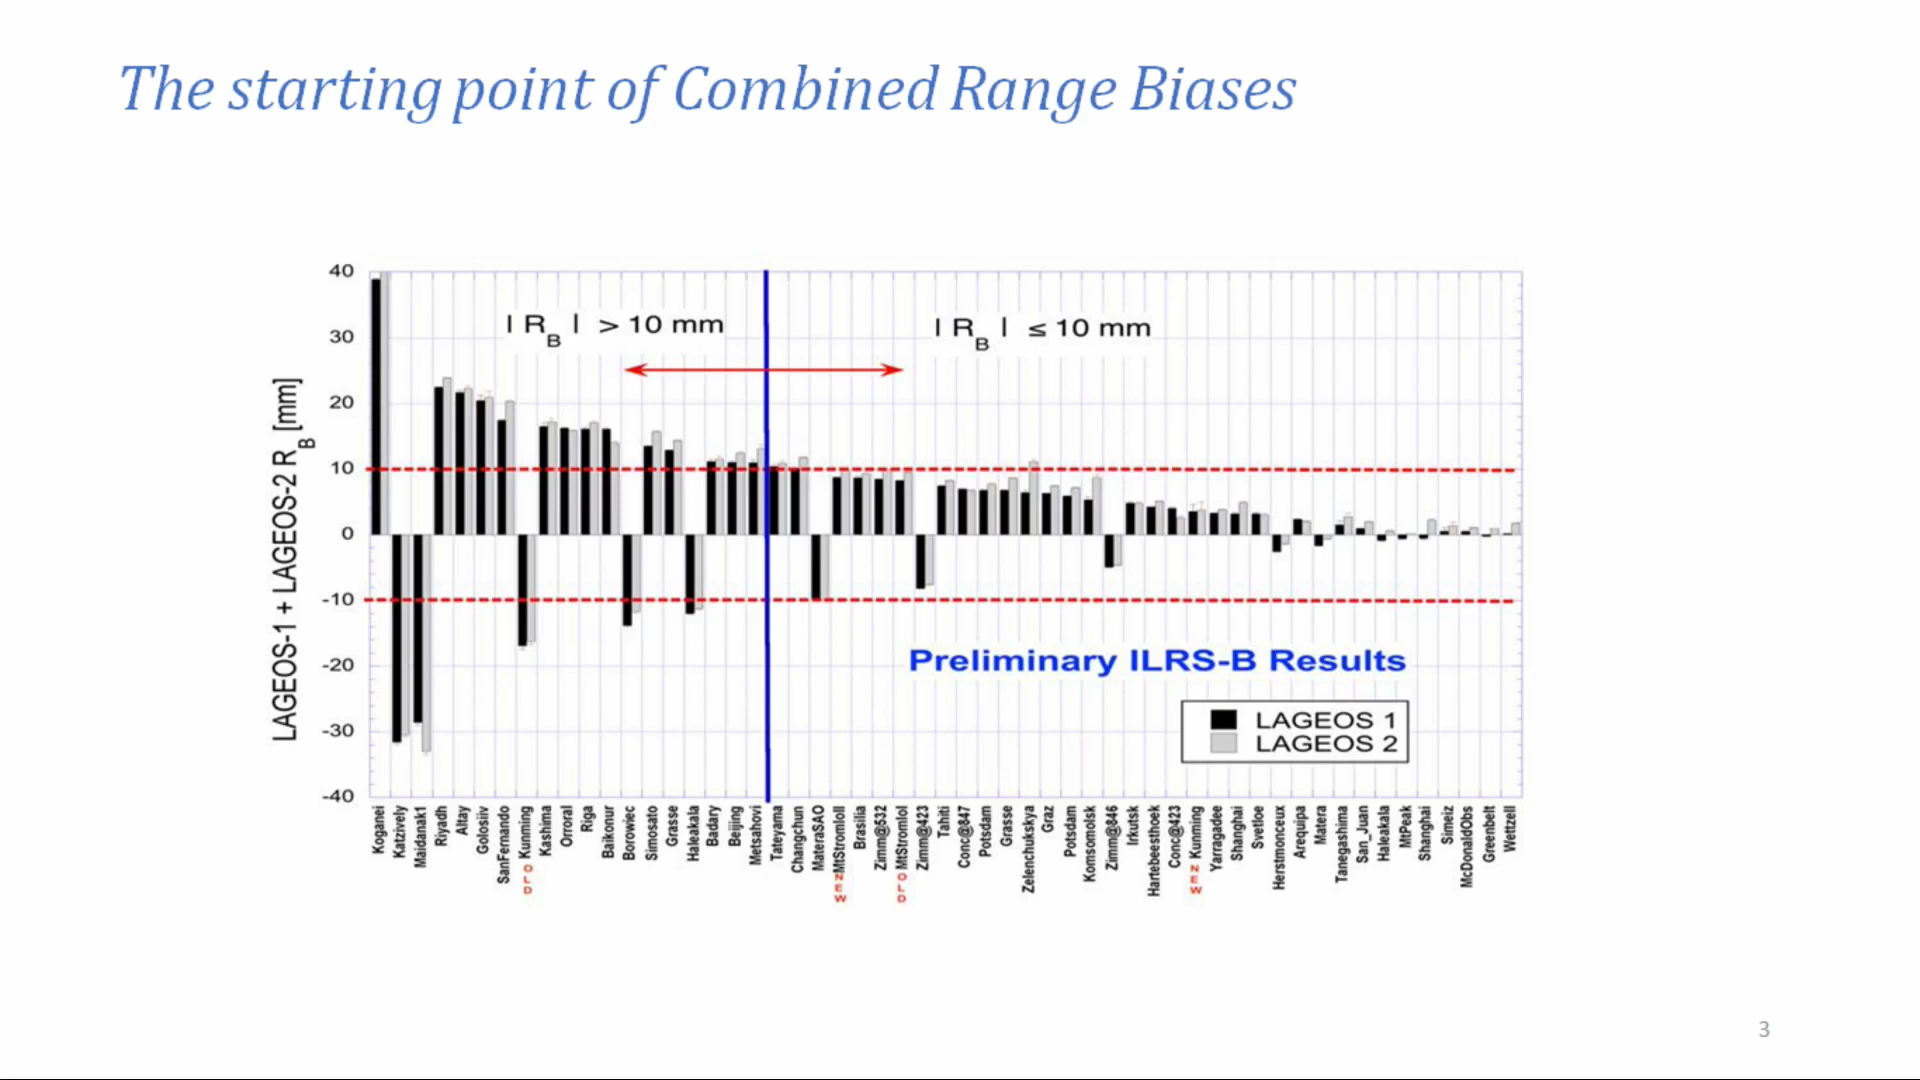 The starting point of Combined Range Biases
LAGEOS-1 + LAGEOS-2 R_B [mm]
40
30
20
10
0
-10
-20
-30
-40
| R_B | > 10 mm
| R_B | ≤ 10 mm
Preliminary ILRS-B Results
LAGEOS 1
LAGEOS 2
Koganei
Katzively
Maidanak1
Riyadh
Altay
Golosiiv
SanFernando
Kunming
OLD
Kashima
Orroral
Riga
Baikonur
Borowiec
Simosato
Grasse
Haleakala
Badary
Beijing
Metsahovi
Tateyama
Changchun
MateraSAO
MtStromloII
NEW
Brasilia
Zimm@532
MtStromloI
OLD
Zimm@423
Tahiti
Conc@847
Potsdam
Grasse
Zelenchukskya
Graz
Potsdam
Komsomolsk
Zimm@846
Irkutsk
Hartebeesthoek
Conc@423
Kunming
NEW
Yarragadee
Shanghai
Svetloe
Herstmonceux
Arequipa
Matera
Tanegashima
San_Juan
Haleakala
MtPeak
Shanghai
Simeiz
McDonaldObs
Greenbelt
Wettzell
3